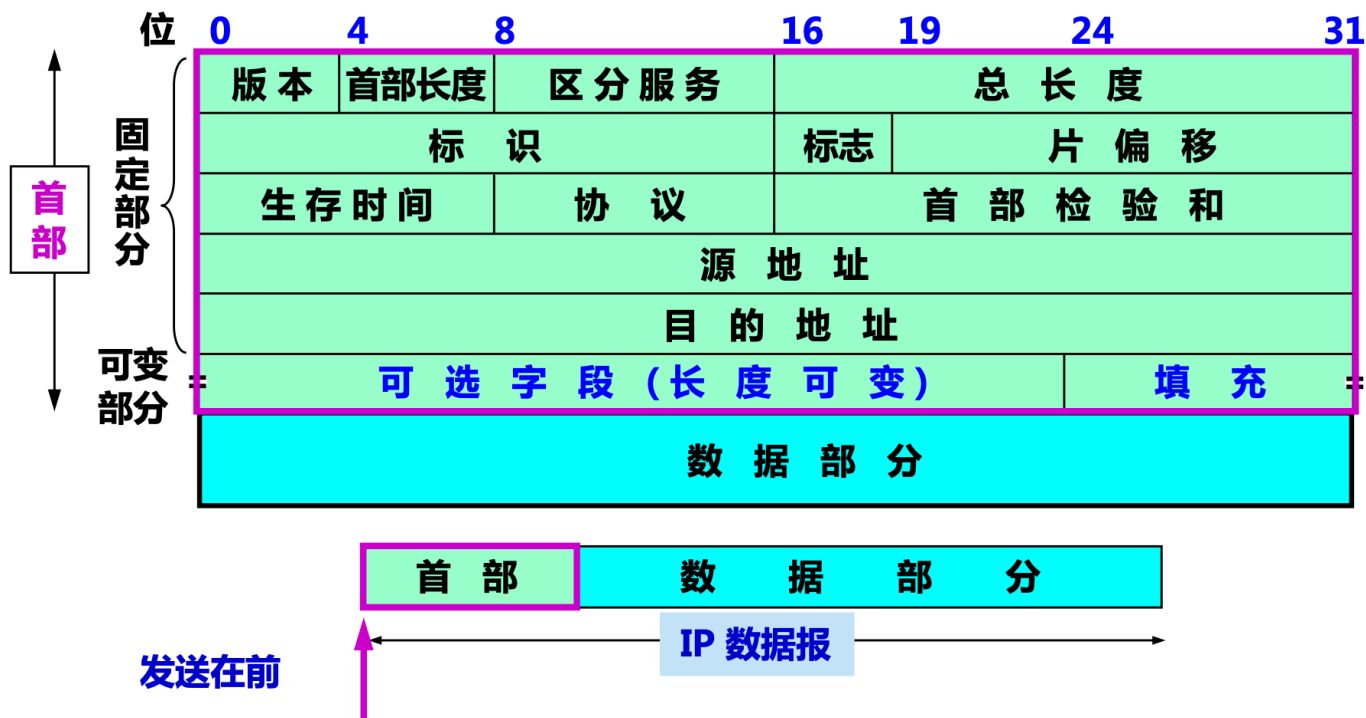 位 0 4 8 16 19 24 31
版本 首部长度 区分服务 总长度
标识 标志 片偏移
生存时间 协议 首部检验和
源地址
目的地址
可选字段（长度可变） 填充
数据部分
首部
固定部分
可变
部分
首部 数据部分
IP 数据报
发送在前